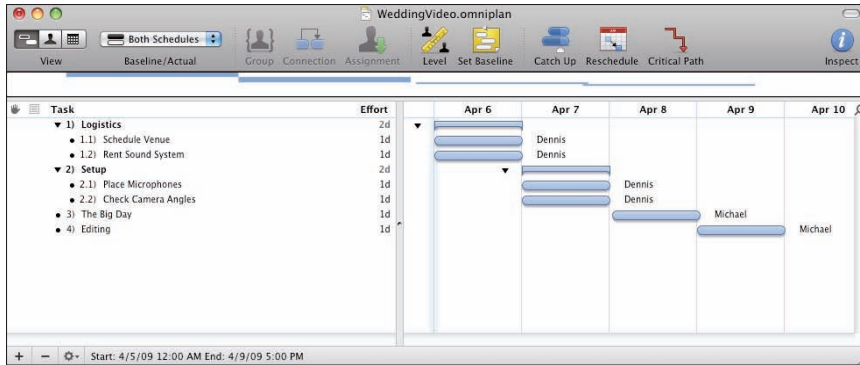 WeddingVideo.omniplan
Both Schedules
View Baseline/Actual Group Connection Assignment Level Set Baseline Catch Up Reschedule Critical Path Inspect
Task Effort Apr 6 Apr 7 Apr 8 Apr 9 Apr 10
1) Logistics 2d
1.1) Schedule Venue 1d Dennis
1.2) Rent Sound System 1d Dennis
2) Setup 2d
2.1) Place Microphones 1d Dennis
2.2) Check Camera Angles 1d Dennis
3) The Big Day 1d Michael
4) Editing 1d Michael
Start: 4/5/09 12:00 AM End: 4/9/09 5:00 PM